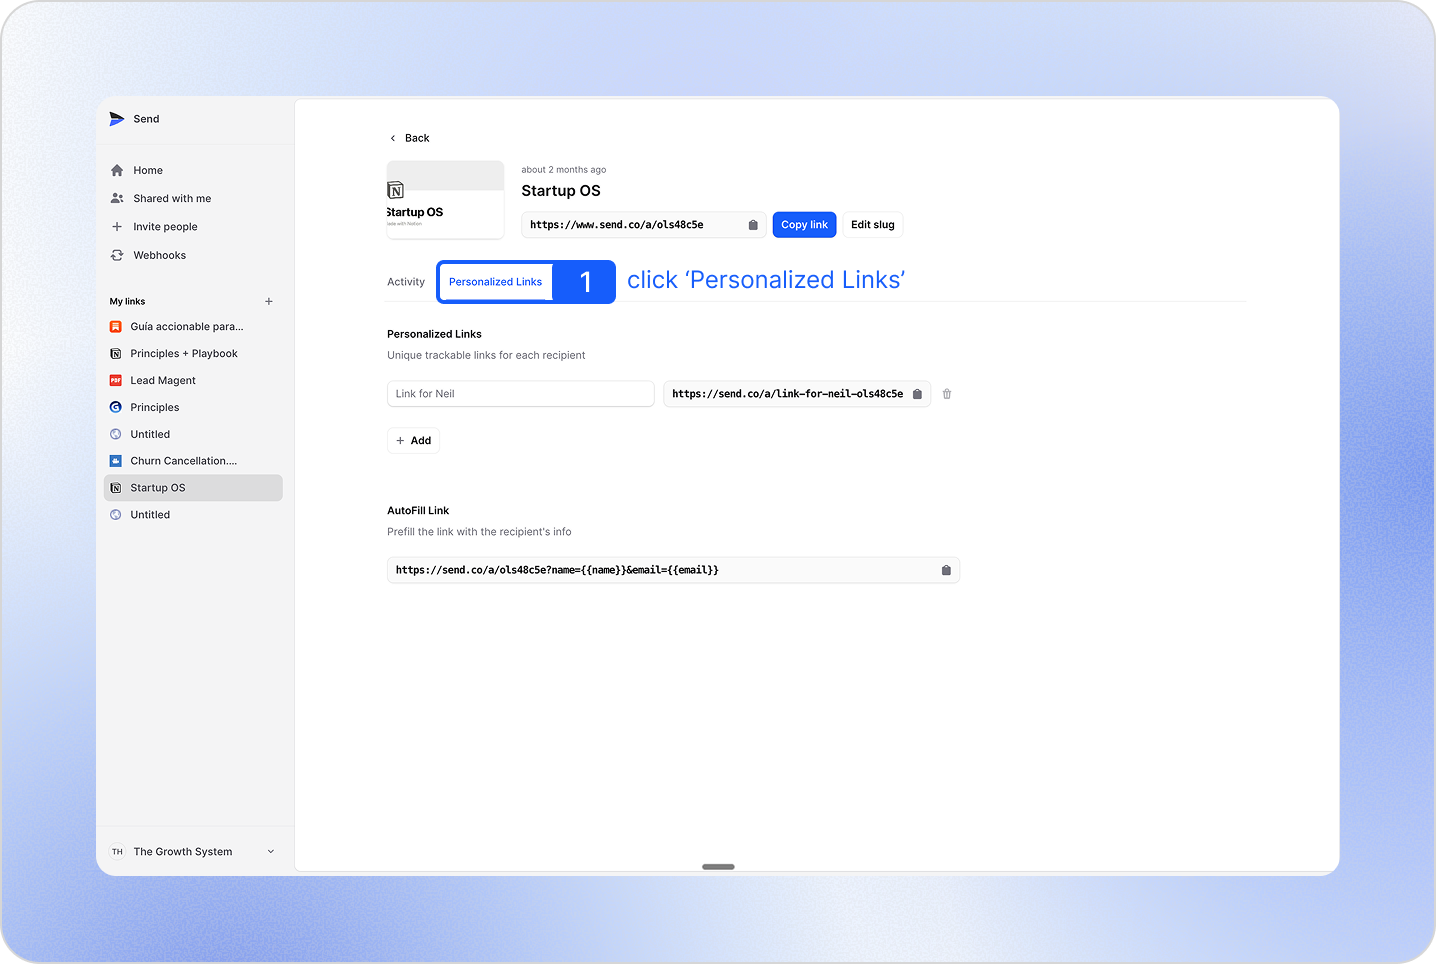 Send
Home
Shared with me
Invite people
Webhooks
My links
Guía accionable para...
Principles + Playbook
PDF
Lead Magent
Principles
Untitled
Churn Cancellation....
Startup OS
Untitled
TH
The Growth System
Back
Startup OS
Made with Notion
about 2 months ago
Startup OS
https://www.send.co/a/ols48c5e
Copy link
Edit slug
Activity
Personalized Links
1
click ‘Personalized Links’
Personalized Links
Unique trackable links for each recipient
Link for Neil
https://send.co/a/link-for-neil-ols48c5e
Add
AutoFill Link
Prefill the link with the recipient's info
https://send.co/a/ols48c5e?name={{name}}&email={{email}}